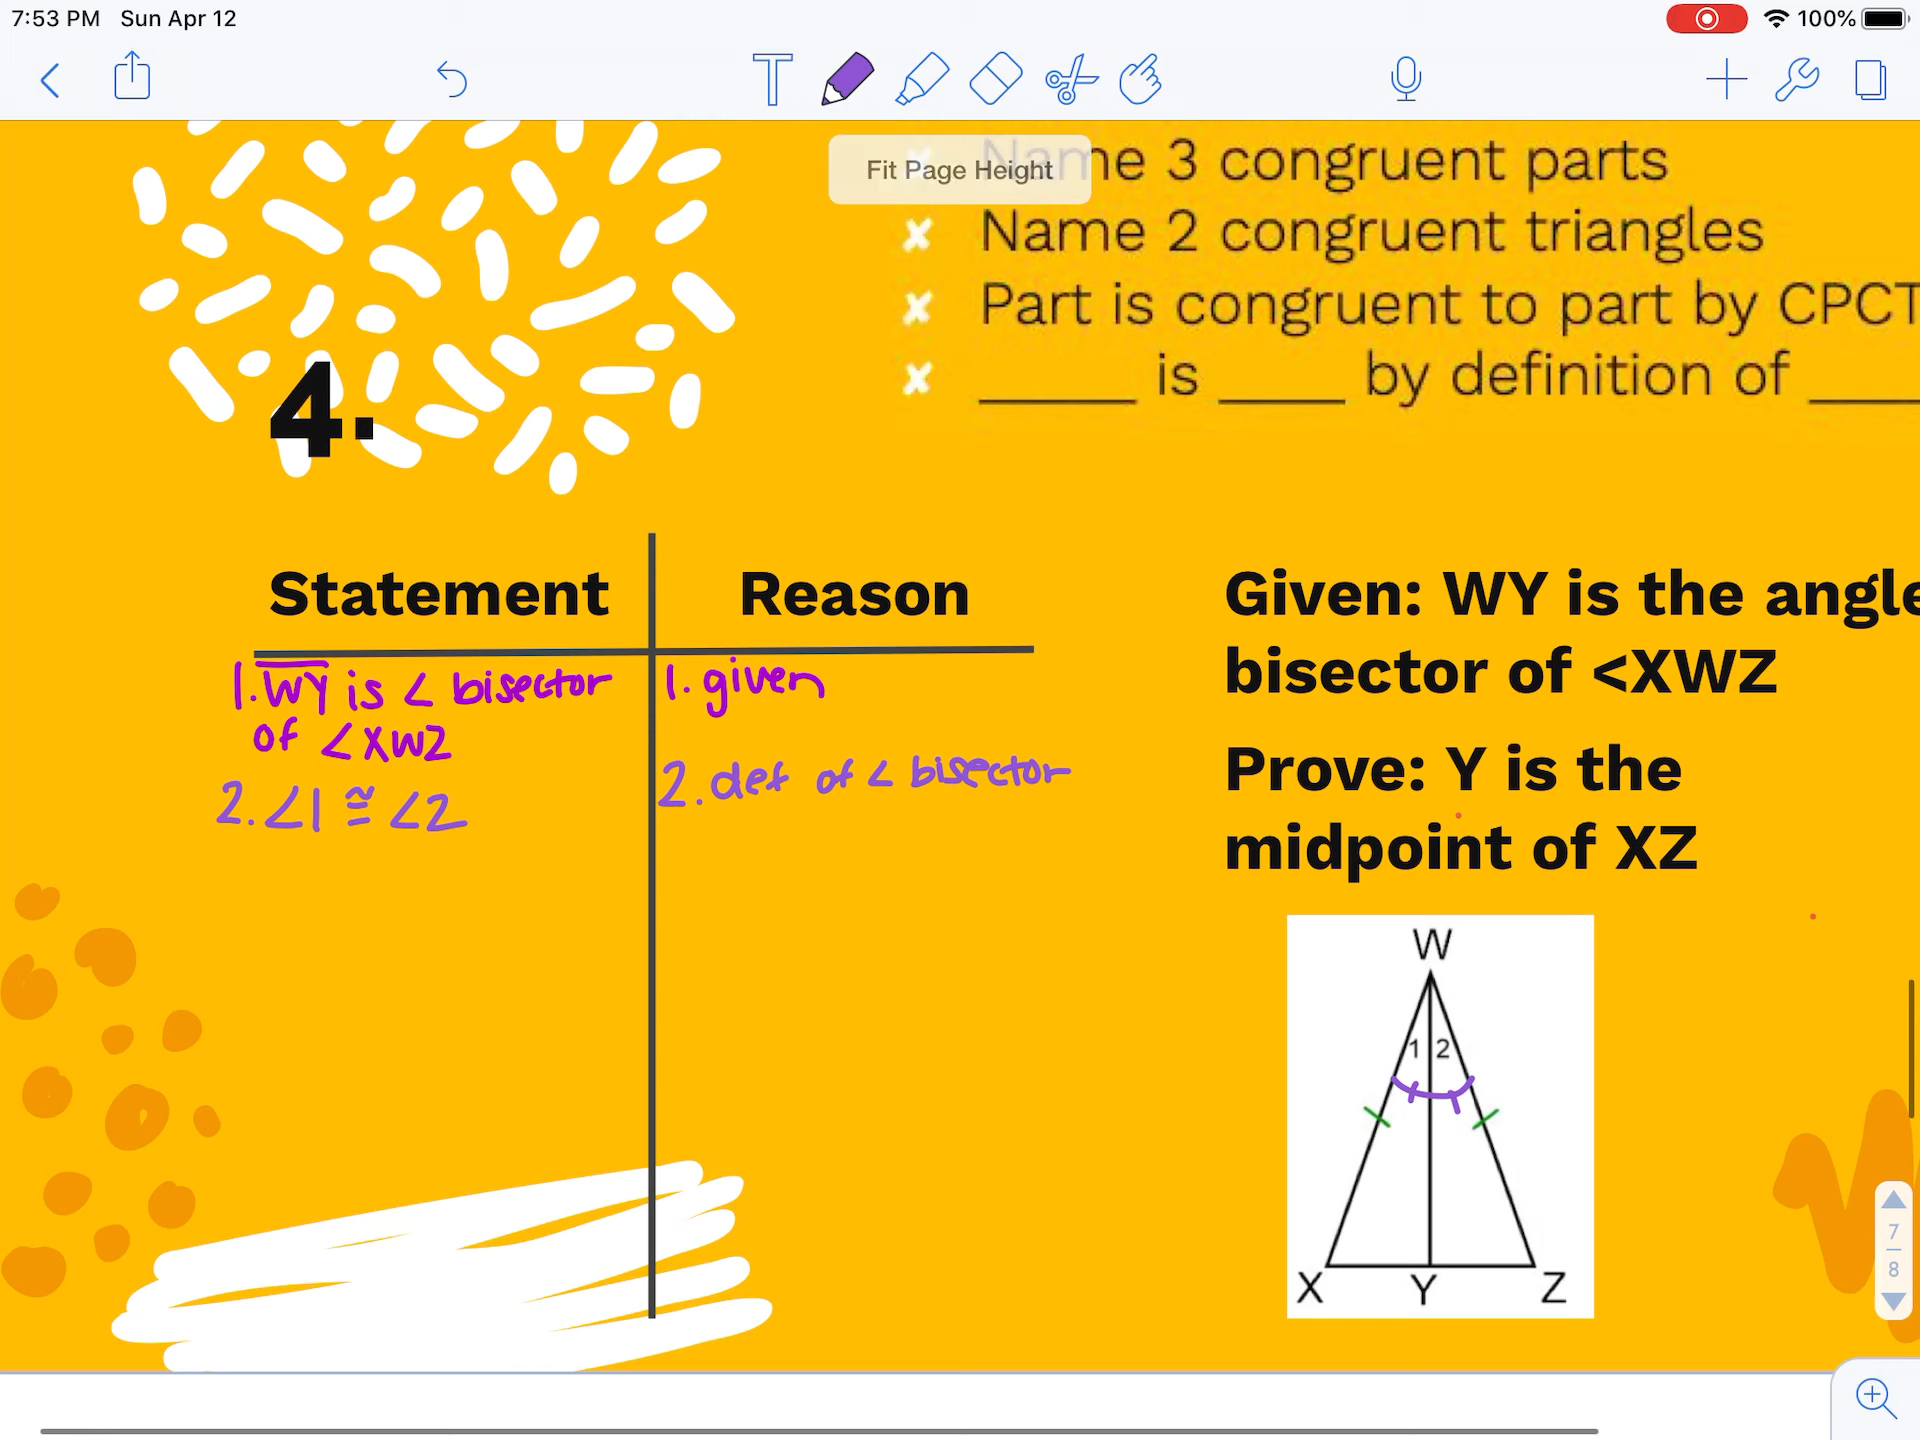 7:53 PM Sun Apr 12
100%
T
Name 3 congruent parts
Fit Page Height
Name 2 congruent triangles
Part is congruent to part by CPCT
_____ is _____ by definition of _____
4.
Statement
Reason
1. WY is ∠ bisector
of ∠XWZ
1. given
2. ∠1 ≅ ∠2
2. def of ∠ bisector
Given: WY is the angle
bisector of <XWZ
Prove: Y is the
midpoint of XZ
W
1 2
X Y Z
7
8